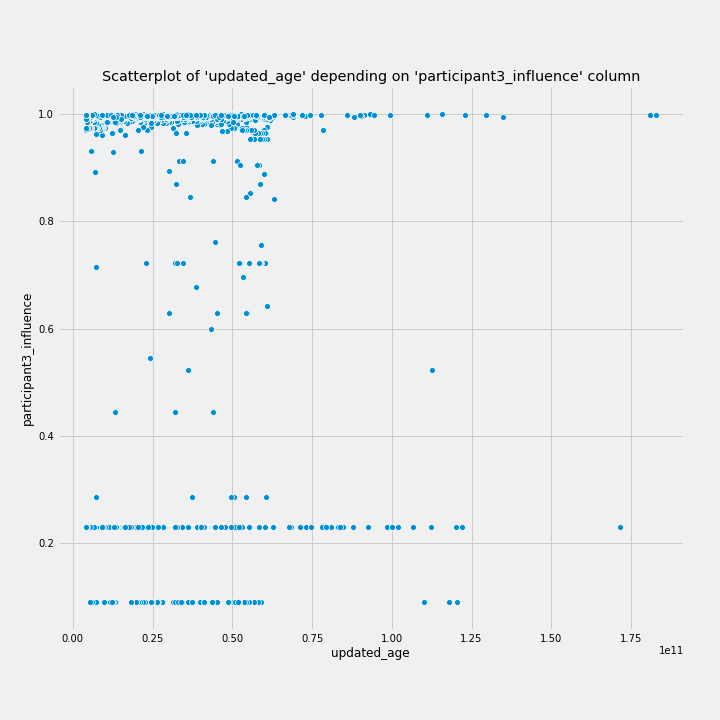 Scatterplot of 'updated_age' depending on 'participant3_influence' column
1.0
0.8
0.6
0.4
0.2
participant3_influence
0.00 0.25 0.50 0.75 1.00 1.25 1.50 1.75
1e11
updated_age